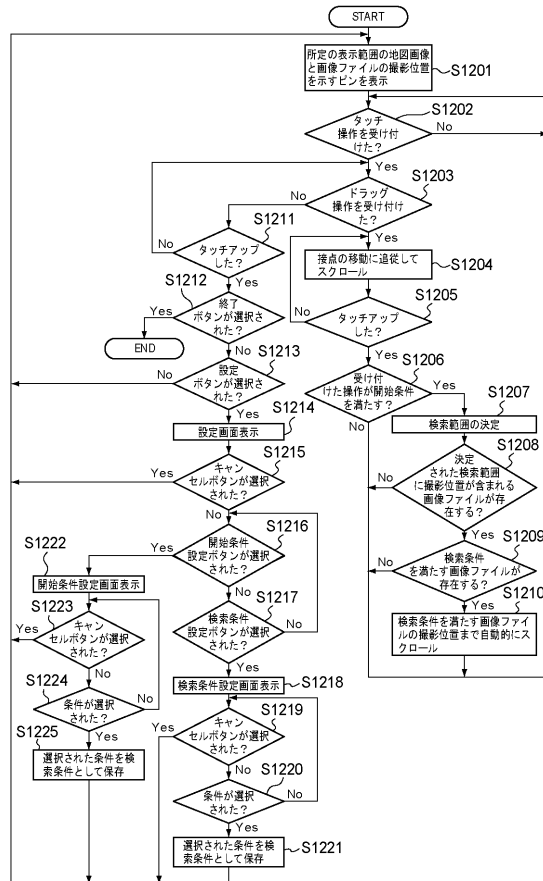 START
所定の表示範囲の地図画像
と画像ファイルの撮影位置
を示すピンを表示
S1201
S1202
タッチ
操作を受け付
けた?
No
Yes
S1203
ドラッグ
操作を受け付け
た?
No
Yes
S1204
接点の移動に追従して
スクロール
S1205
タッチアップ
した?
No
Yes
S1206
受け付
けた操作が開始条件
を満たす?
Yes
No
S1207
検索範囲の決定
S1208
決定
された検索範囲
に撮影位置が含まれる
画像ファイルが存
在する?
No
Yes
S1209
検索条件
を満たす画像ファイルが
存在する?
No
Yes
S1210
検索条件を満たす画像ファイ
ルの撮影位置まで自動的にス
クロール
S1211
タッチアップ
した?
No
Yes
S1212
終了
ボタンが選択さ
れた?
Yes
END
No
S1213
設定
ボタンが選択さ
れた?
No
Yes
S1214
設定画面表示
S1215
キャン
セルボタンが選択
された?
Yes
No
S1216
開始条件
設定ボタンが選択
された?
Yes
No
S1217
検索条件
設定ボタンが選択
された?
No
Yes
S1218
検索条件設定画面表示
S1219
キャン
セルボタンが選択
された?
Yes
No
S1220
条件が選択
された?
No
Yes
選択された条件を検
索条件として保存
S1221
S1222
開始条件設定画面表示
S1223
キャン
セルボタンが選択
された?
Yes
No
S1224
条件が選択
された?
No
Yes
S1225
選択された条件を検
索条件として保存